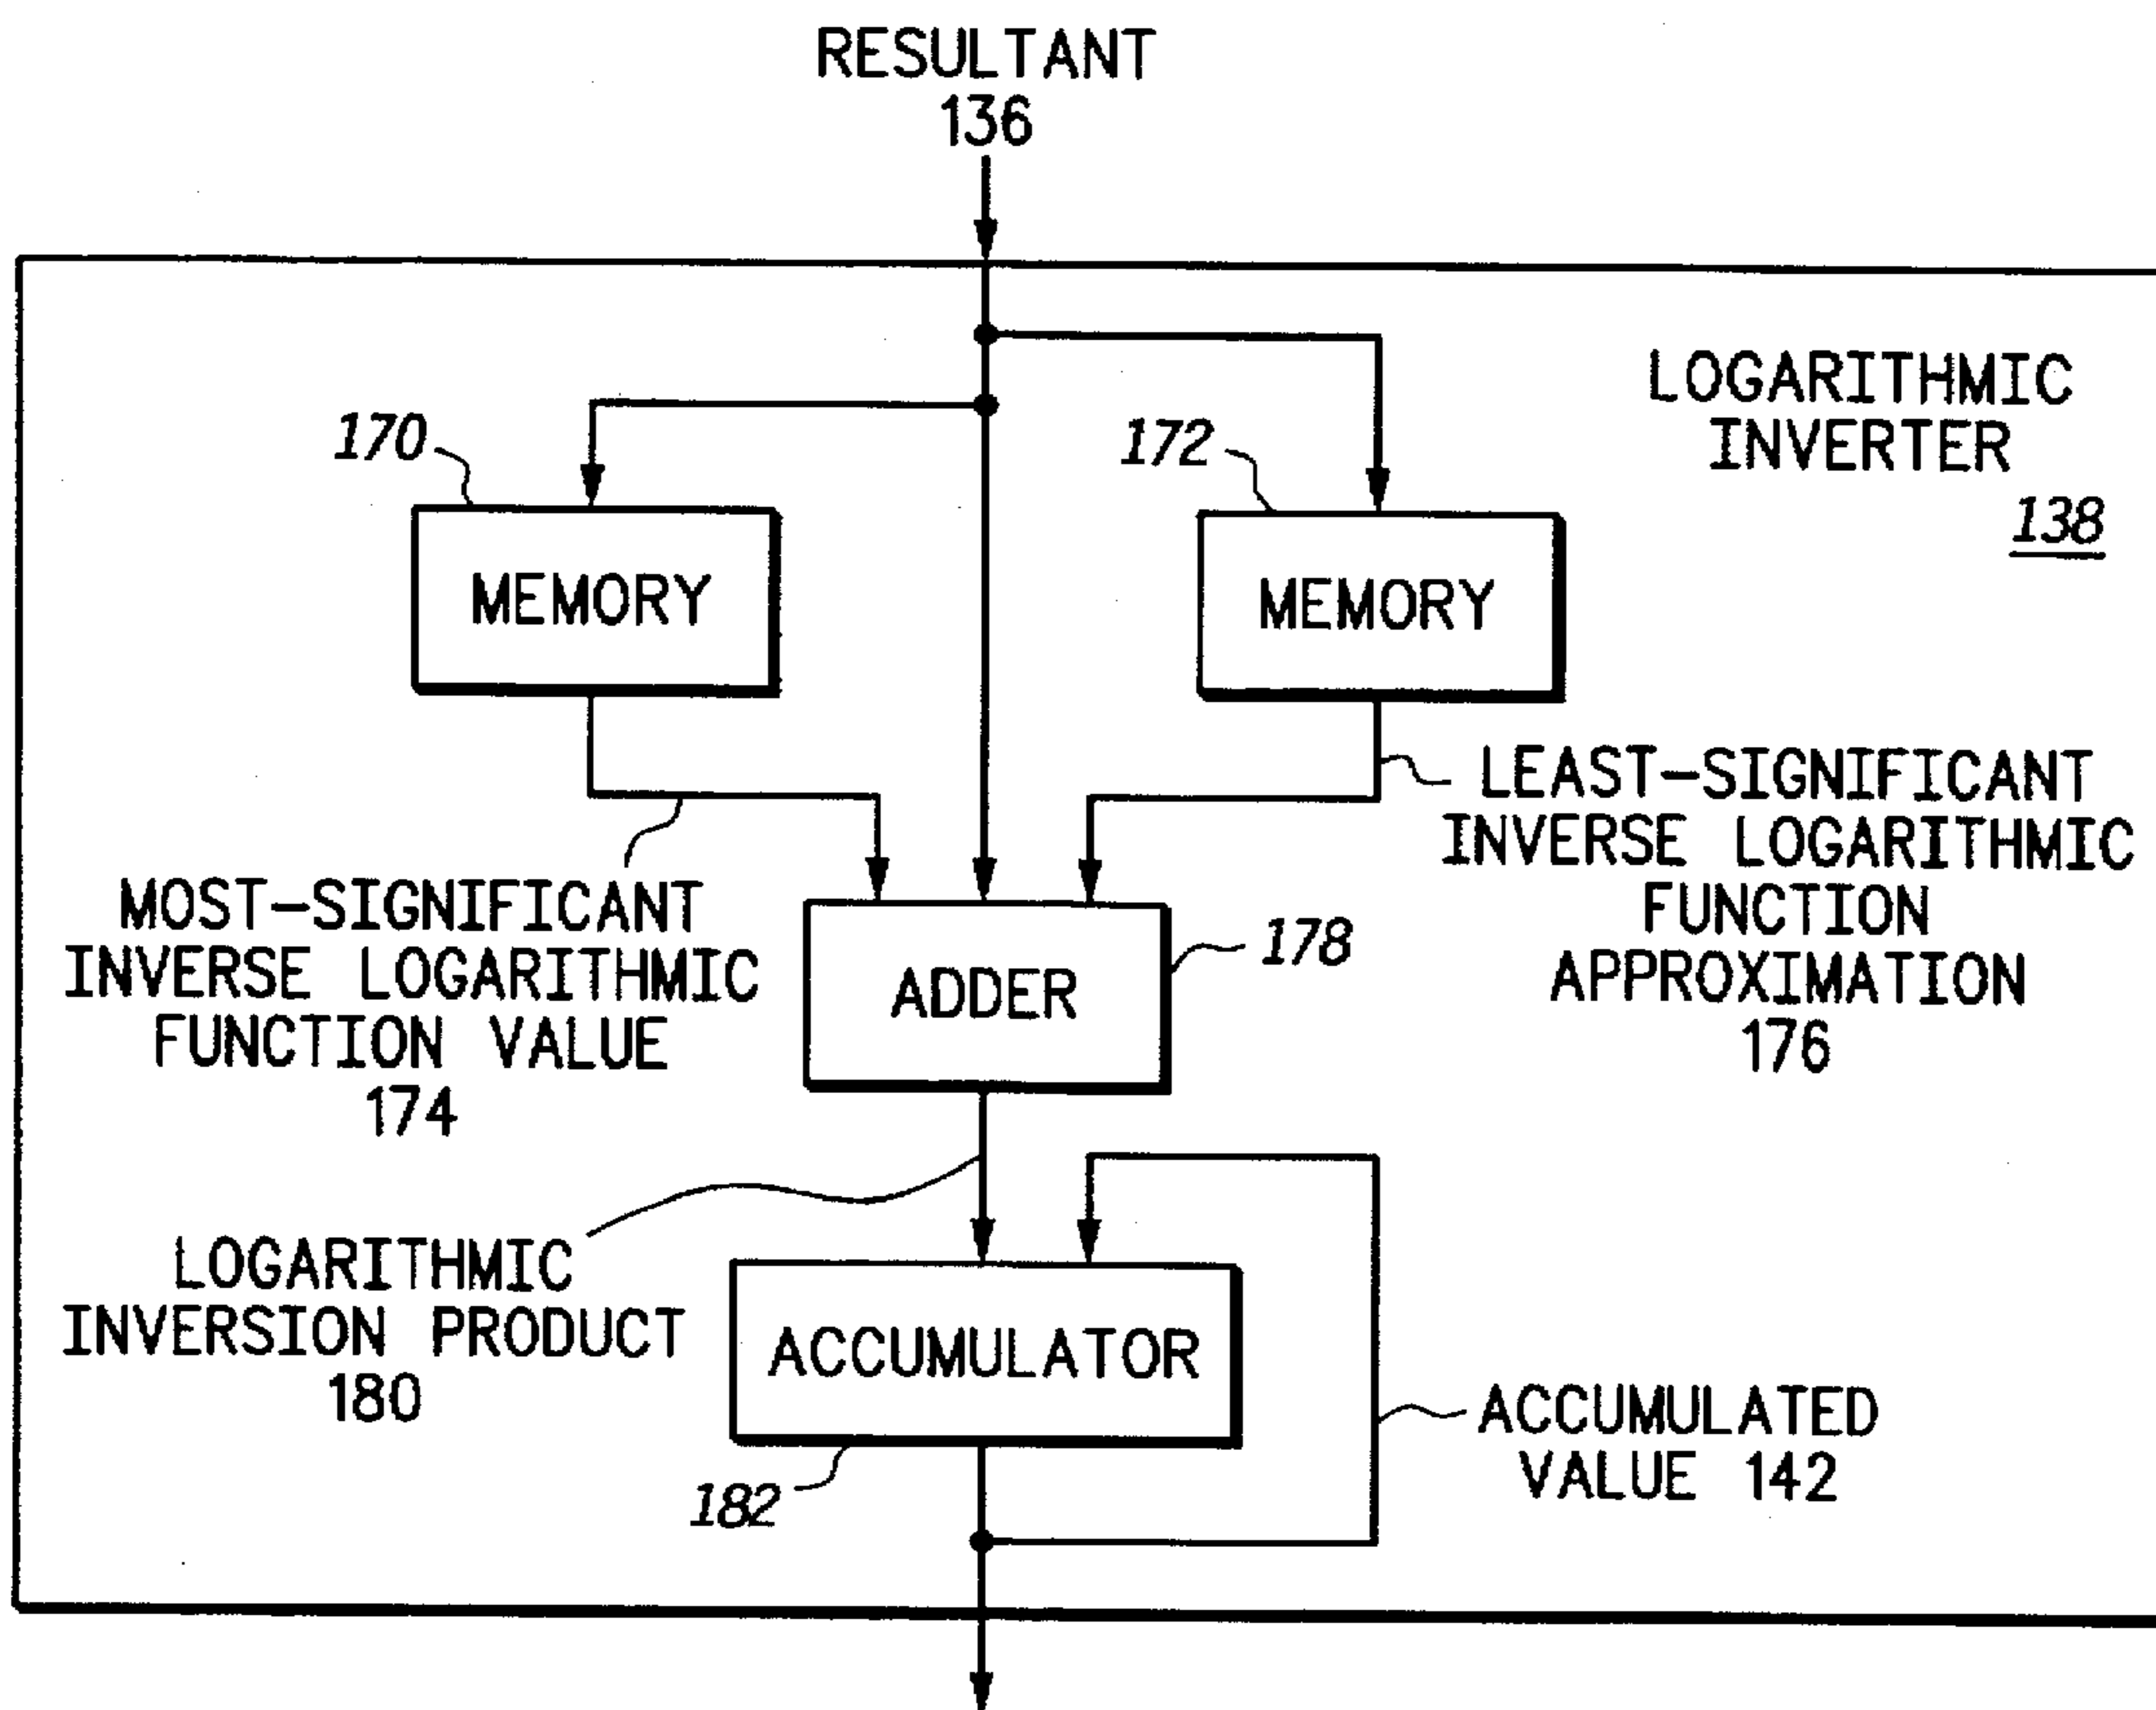 RESULTANT
136
LOGARITHMIC
INVERTER
138
170
172
MEMORY
MEMORY
LEAST-SIGNIFICANT
INVERSE LOGARITHMIC
FUNCTION
APPROXIMATION
176
MOST-SIGNIFICANT
INVERSE LOGARITHMIC
FUNCTION VALUE
174
ADDER
178
LOGARITHMIC
INVERSION PRODUCT
180
ACCUMULATOR
182
ACCUMULATED
VALUE 142